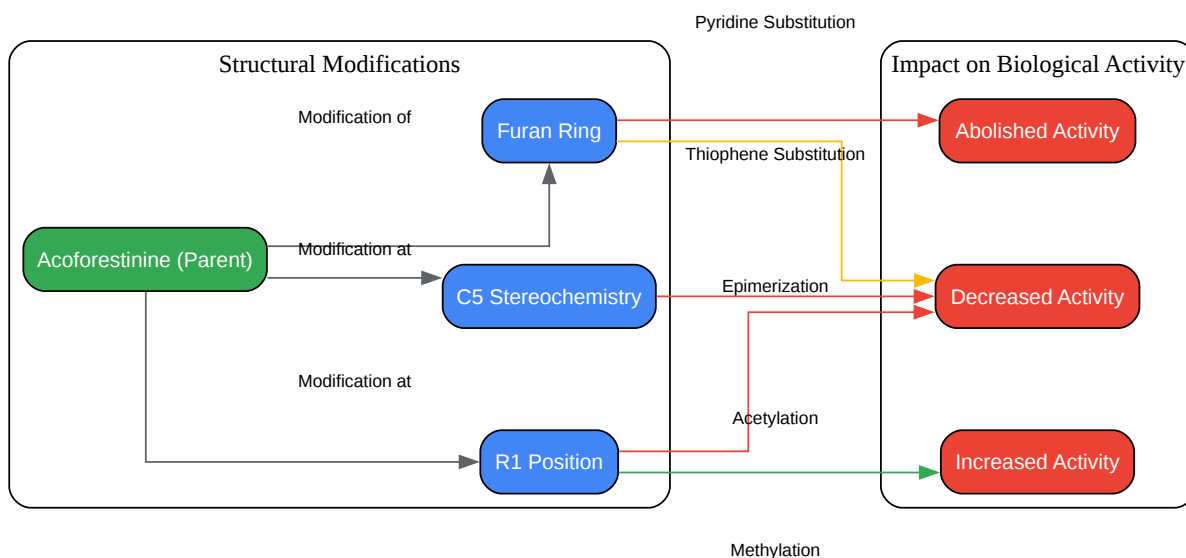 Pyridine Substitution
Structural Modifications
Impact on Biological Activity
Modification of
Furan Ring
Abolished Activity
Thiophene Substitution
Acoforestinine (Parent)
Modification at
C5 Stereochemistry
Epimerization
Decreased Activity
Modification at
Acetylation
R1 Position
Increased Activity
Methylation